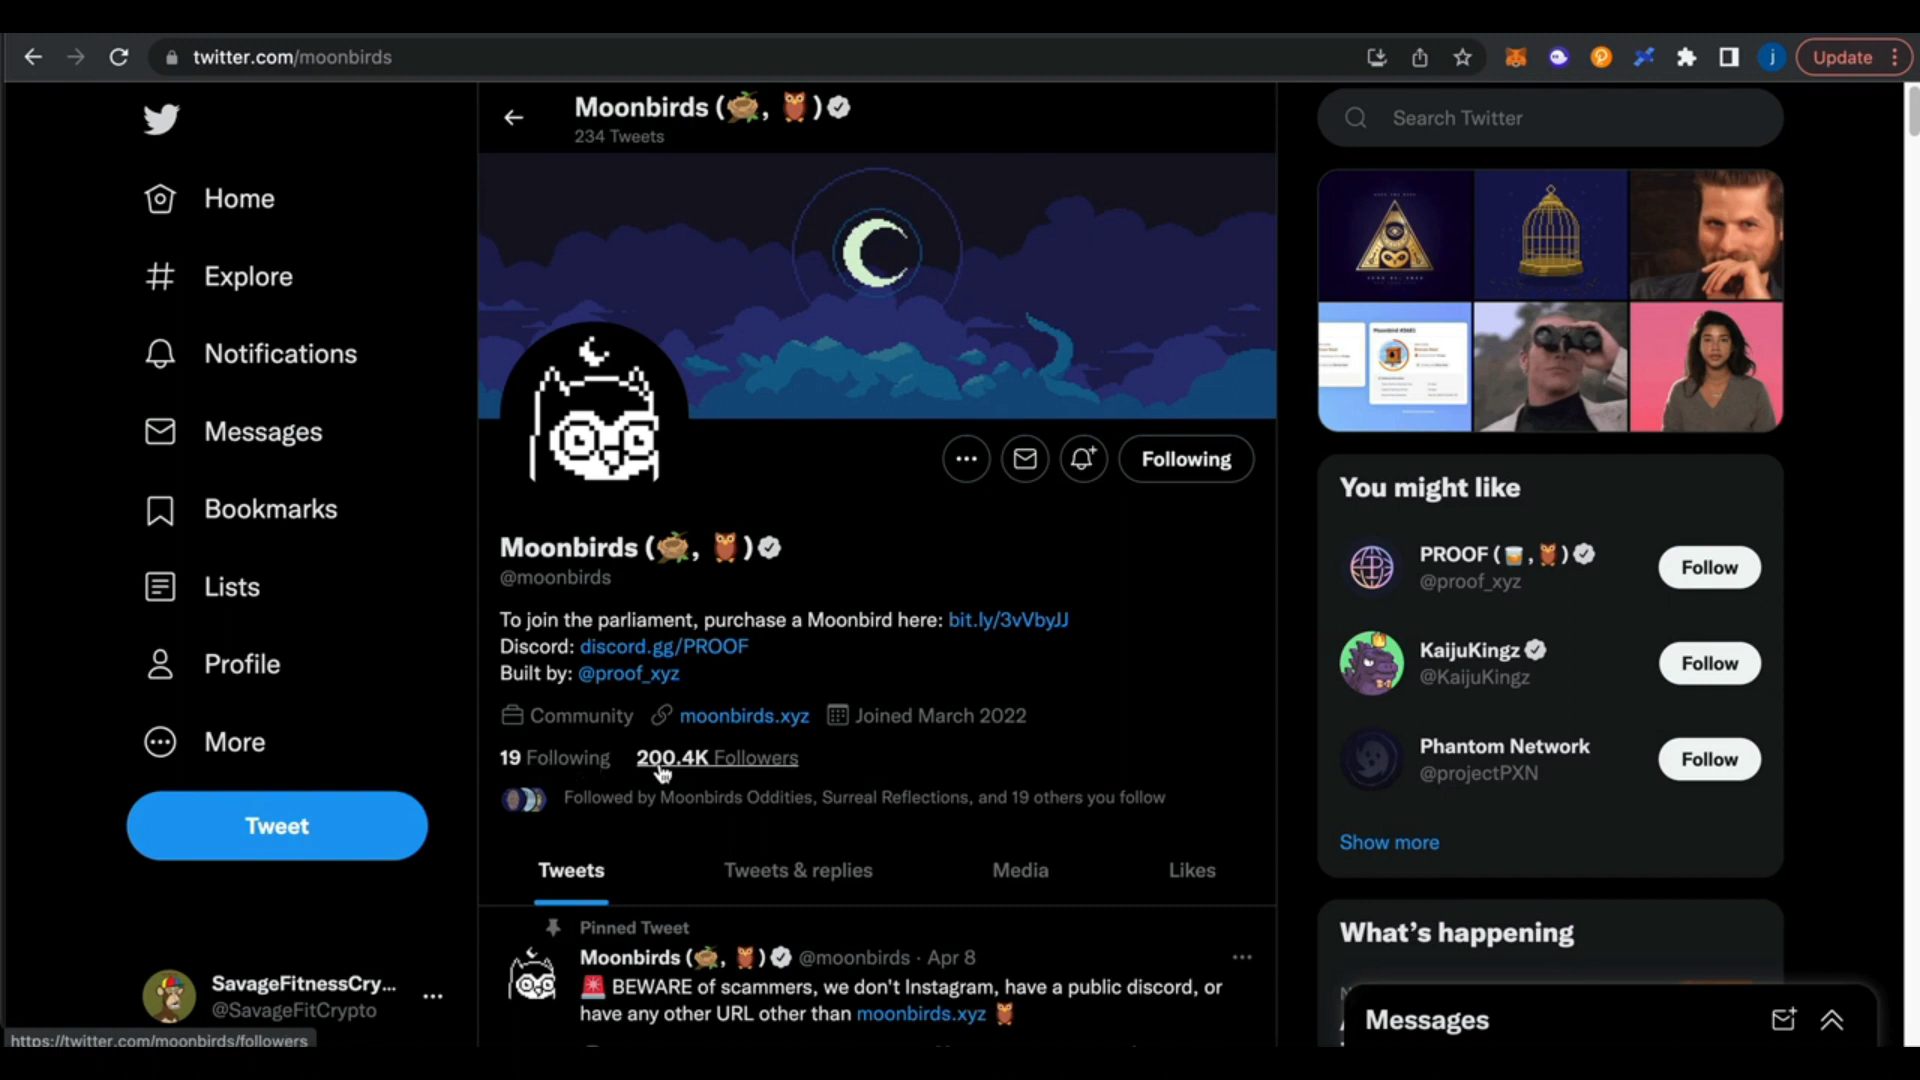 twitter.com/moonbirds
j
Update
Moonbirds ( , )
234 Tweets
Search Twitter
Home
Explore
Notifications
Messages
Bookmarks
Lists
Profile
More
Tweet
SavageFitnessCry...
@SavageFitCrypto
https://twitter.com/moonbirds/followers
Following
Moonbirds ( , )
@moonbirds
To join the parliament, purchase a Moonbird here: bit.ly/3vVbyJJ
Discord: discord.gg/PROOF
Built by: @proof_xyz
Community moonbirds.xyz Joined March 2022
19 Following 200.4K Followers
Followed by Moonbirds Oddities, Surreal Reflections, and 19 others you follow
Tweets Tweets & replies Media Likes
Pinned Tweet
Moonbirds ( , ) @moonbirds · Apr 8
BEWARE of scammers, we don't Instagram, have a public discord, or
have any other URL other than moonbirds.xyz
You might like
PROOF ( , )
@proof_xyz
Follow
KaijuKingz
@KaijuKingz
Follow
Phantom Network
@projectPXN
Follow
Show more
What's happening
Messages